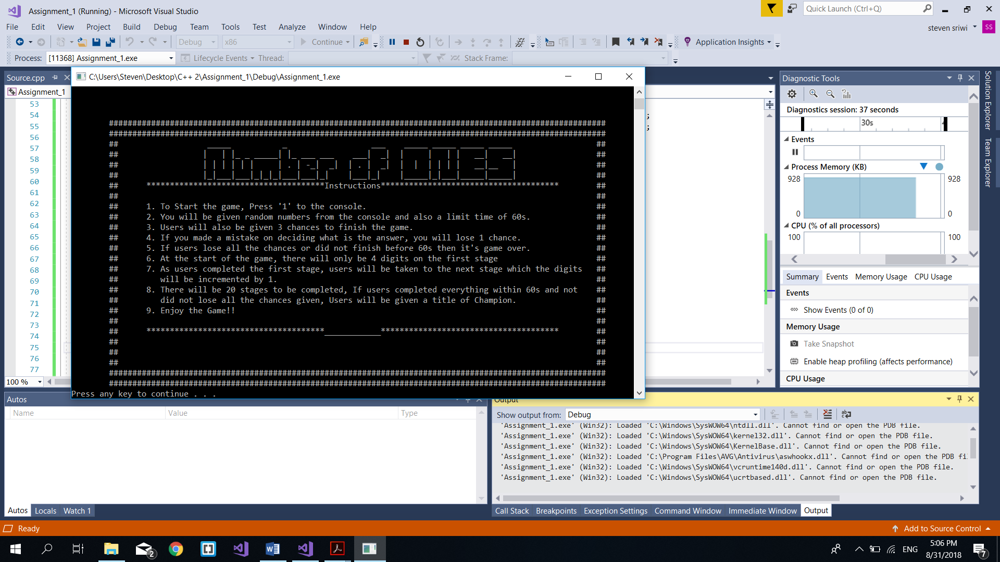 Assignment_1 (Running) - Microsoft Visual Studio
Quick Launch (Ctrl+Q)
File Edit View Project Build Debug Team Tools Test Analyze Window Help
steven sriwi SS
Debug x86 Continue Application Insights
Process: [11368] Assignment_1.exe Lifecycle Events Thread: Stack Frame:
Source.cpp
Assignment_1
53
54
55
56
57
58
59
60
61
62
63
64
65
66
67
68
69
70
71
72
73
74
75
76
77
100 %
;
;
C:\Users\Steven\Desktop\C++ 2\Assignment_1\Debug\Assignment_1.exe
Number of ONES
**************************************Instructions**************************************
1. To Start the game, Press '1' to the console.
2. You will be given random numbers from the console and also a limit time of 60s.
3. Users will also be given 3 chances to finish the game.
4. If you made a mistake on deciding what is the answer, you will lose 1 chance.
5. If users lose all the chances or did not finish before 60s then it's game over.
6. At the start of the game, there will only be 4 digits on the first stage
7. As users completed the first stage, users will be taken to the next stage which the digits
will be incremented by 1.
8. There will be 20 stages to be completed, If users completed everything within 60s and not
did not lose all the chances given, Users will be given a title of Champion.
9. Enjoy the Game!!
**************************************____________**************************************
Press any key to continue . . .
Diagnostic Tools
Diagnostics session: 37 seconds
30s
Events
Process Memory (KB)
928 928
0 0
CPU (% of all processors)
100 100
Summary Events Memory Usage CPU Usage
Events
Show Events (0 of 0)
Memory Usage
Take Snapshot
Enable heap profiling (affects performance)
CPU Usage
Solution Explorer
Team Explorer
Autos
Name Value Type
Autos Locals Watch 1
Output
Show output from: Debug
'Assignment_1.exe' (Win32): Loaded 'C:\Windows\SysWOW64\ntdll.dll'. Cannot find or open the PDB file.
'Assignment_1.exe' (Win32): Loaded 'C:\Windows\SysWOW64\kernel32.dll'. Cannot find or open the PDB file.
'Assignment_1.exe' (Win32): Loaded 'C:\Windows\SysWOW64\KernelBase.dll'. Cannot find or open the PDB file.
'Assignment_1.exe' (Win32): Loaded 'C:\Program Files\AVG\Antivirus\aswhookx.dll'. Cannot find or open the PDB fi
'Assignment_1.exe' (Win32): Loaded 'C:\Windows\SysWOW64\vcruntime140d.dll'. Cannot find or open the PDB file.
'Assignment_1.exe' (Win32): Loaded 'C:\Windows\SysWOW64\ucrtbased.dll'. Cannot find or open the PDB file.
Call Stack Breakpoints Exception Settings Command Window Immediate Window Output
Ready
Add to Source Control
2
ENG
5:06 PM
8/31/2018
7